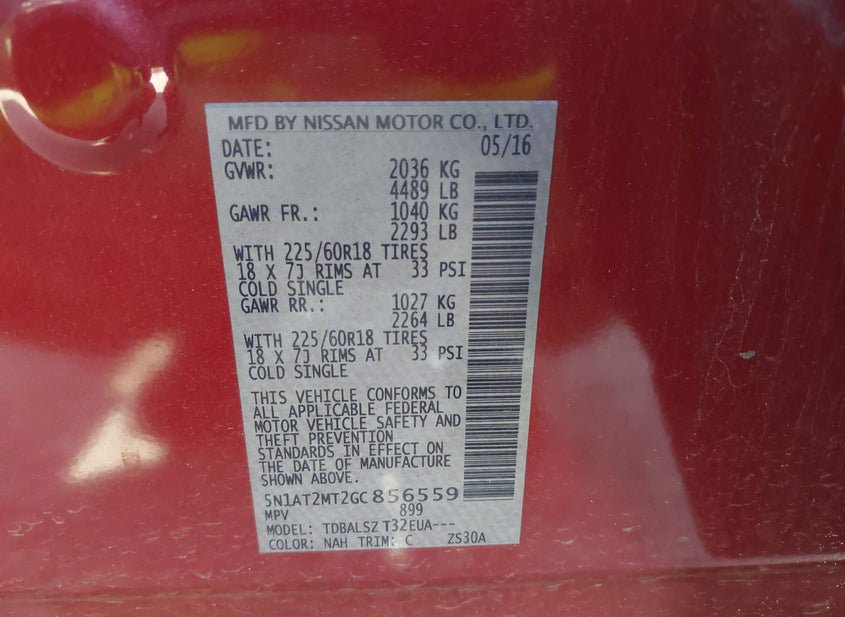 MFD BY NISSAN MOTOR CO., LTD.
DATE: 05/16
GVWR: 2036 KG
4489 LB
GAWR FR.: 1040 KG
2293 LB
WITH 225/60R18 TIRES
18 X 7J RIMS AT 33 PSI
COLD SINGLE
GAWR RR.: 1027 KG
2264 LB
WITH 225/60R18 TIRES
18 X 7J RIMS AT 33 PSI
COLD SINGLE
THIS VEHICLE CONFORMS TO
ALL APPLICABLE FEDERAL
MOTOR VEHICLE SAFETY AND
THEFT PREVENTION
STANDARDS IN EFFECT ON
THE DATE OF MANUFACTURE
SHOWN ABOVE.
5N1AT2MT2GC856559
MPV 899
MODEL: TDBALSZ T32EUA---
COLOR: NAH TRIM: C ZS30A